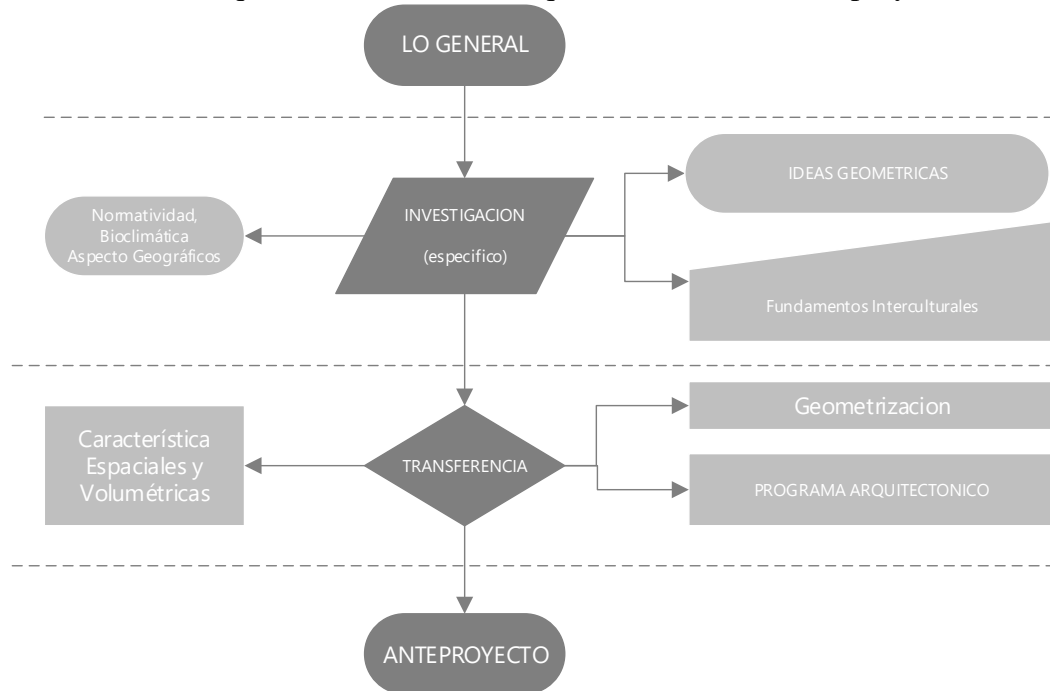 LO GENERAL
IDEAS GEOMETRICAS
Normatividad,
Bioclimática
Aspecto Geográficos
INVESTIGACION
(especifico)
Fundamentos Interculturales
Geometrizacion
Característica
Espaciales y
Volumétricas
TRANSFERENCIA
PROGRAMA ARQUITECTONICO
ANTEPROYECTO